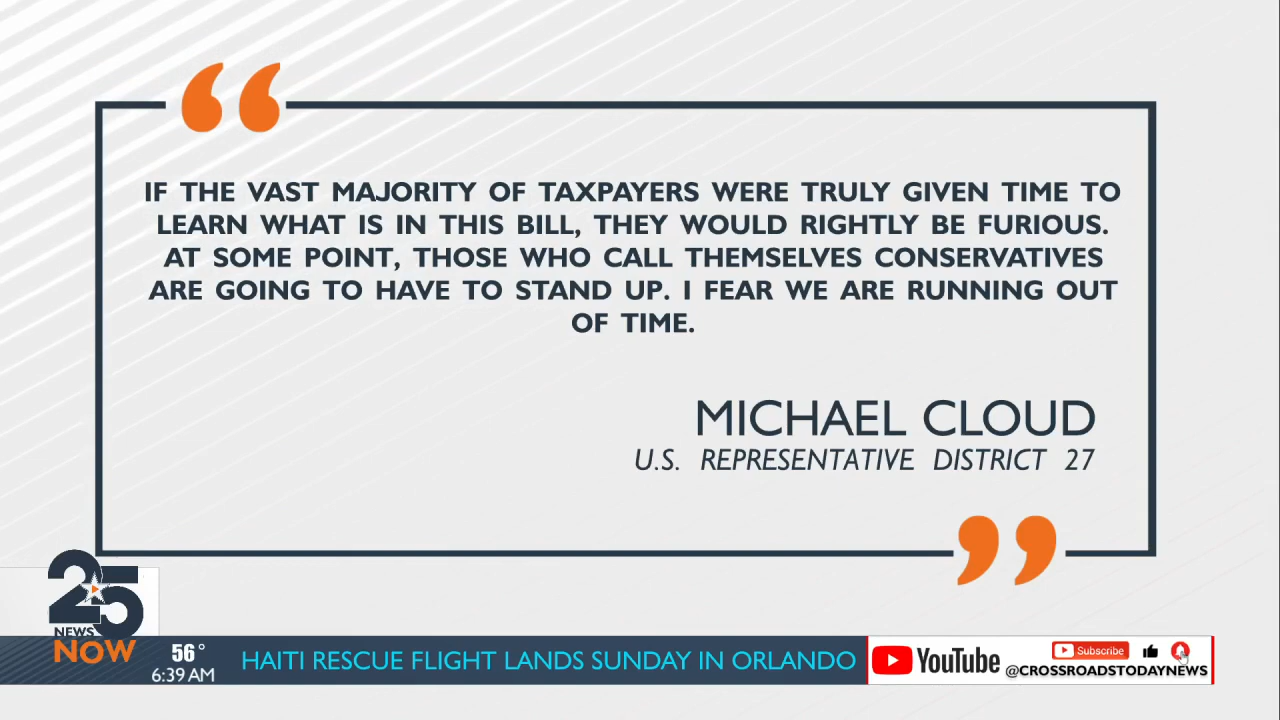 IF THE VAST MAJORITY OF TAXPAYERS WERE TRULY GIVEN TIME TO
LEARN WHAT IS IN THIS BILL, THEY WOULD RIGHTLY BE FURIOUS.
AT SOME POINT, THOSE WHO CALL THEMSELVES CONSERVATIVES
ARE GOING TO HAVE TO STAND UP. I FEAR WE ARE RUNNING OUT
OF TIME.
MICHAEL CLOUD
U.S. REPRESENTATIVE DISTRICT 27
25
NEWS
NOW
56°
6:39 AM
HAITI RESCUE FLIGHT LANDS SUNDAY IN ORLANDO
YouTube
Subscribe
@CROSSROADSTODAYNEWS